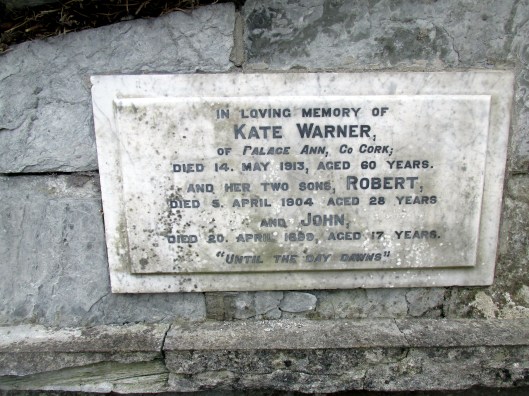 IN LOVING MEMORY OF
KATE WARNER,
OF PALACE ANN, CO CORK;
DIED 14. MAY 1913, AGED 60 YEARS.
AND HER TWO SONS, ROBERT,
DIED 5. APRIL 1904 AGED 28 YEARS
AND JOHN,
DIED 20. APRIL 1899, AGED 17 YEARS.
"UNTIL THE DAY DAWNS"